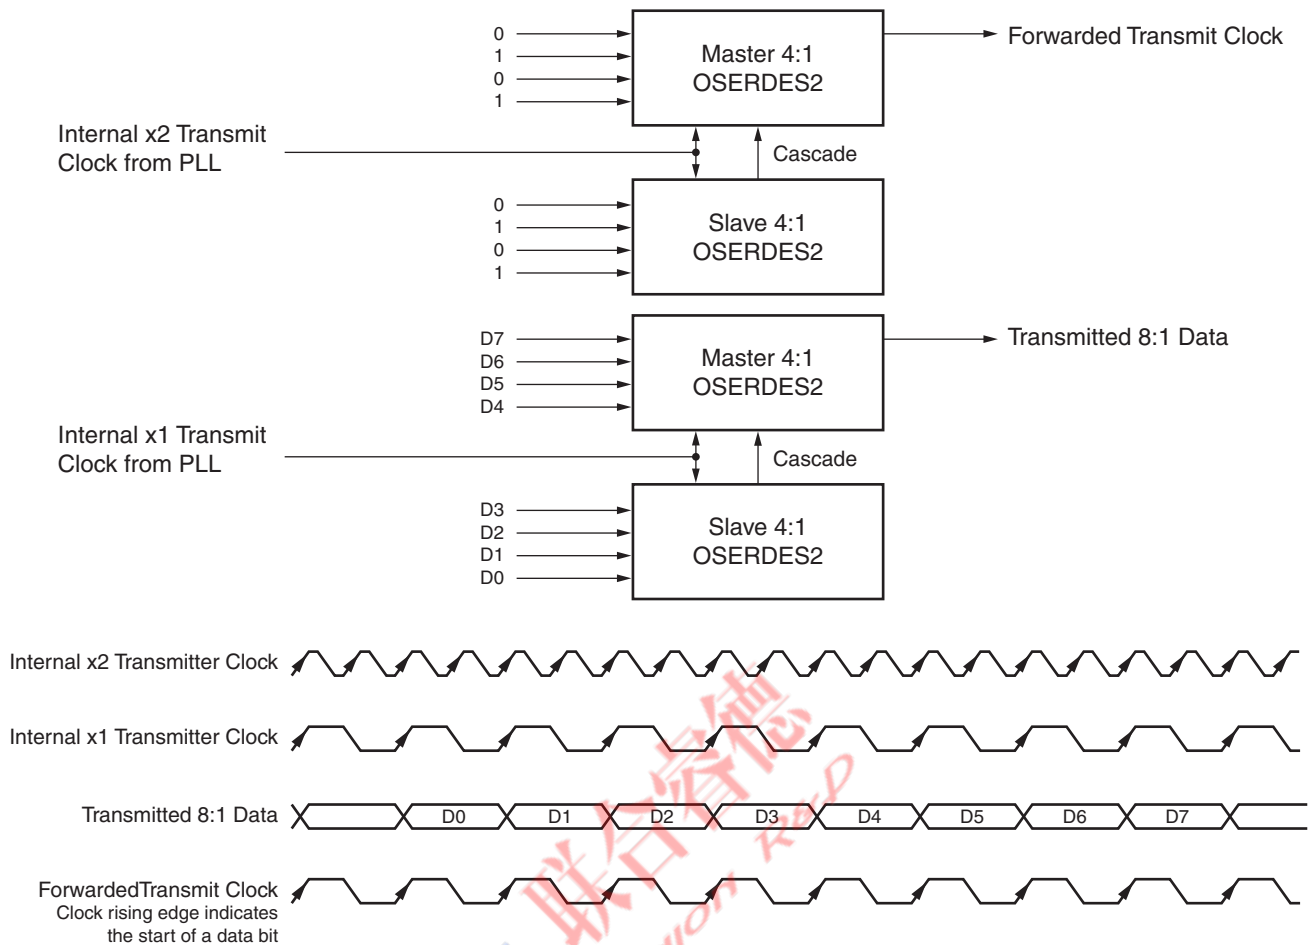 0
1
0
1
Master 4:1
OSERDES2
Forwarded Transmit Clock
Internal x2 Transmit
Clock from PLL
Cascade
0
1
0
1
Slave 4:1
OSERDES2
D7
D6
D5
D4
Master 4:1
OSERDES2
Transmitted 8:1 Data
Internal x1 Transmit
Clock from PLL
Cascade
D3
D2
D1
D0
Slave 4:1
OSERDES2
Internal x2 Transmitter Clock
Internal x1 Transmitter Clock
Transmitted 8:1 Data
D0 D1 D2 D3 D4 D5 D6 D7
ForwardedTransmit Clock
Clock rising edge indicates
the start of a data bit
联合睿德
R&D